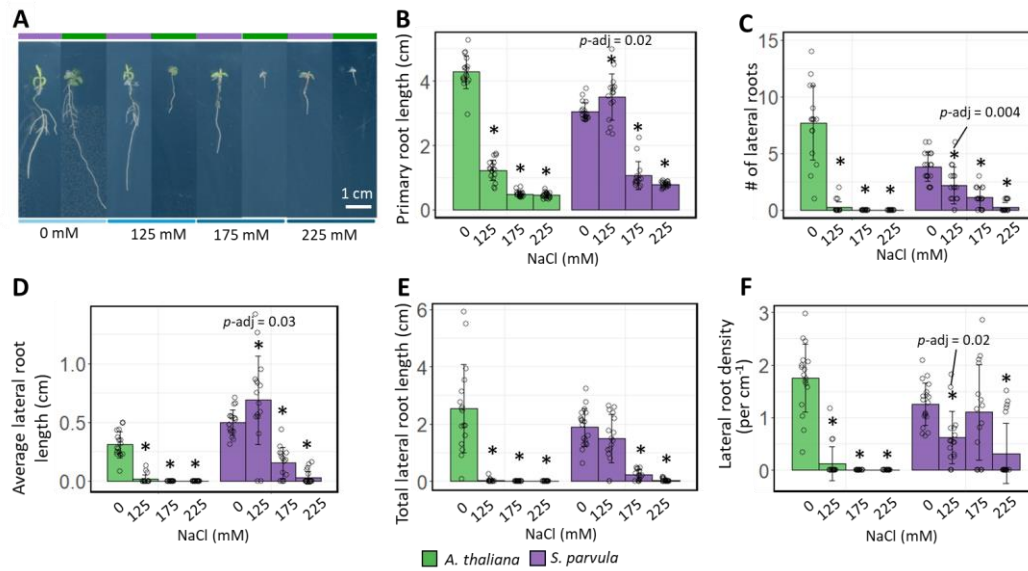 A
1 cm
0 mM 125 mM 175 mM 225 mM
B
p-adj = 0.02
*
*
*
*
*
*
Primary root length (cm)
4
2
0
0 125 175 225 0 125 175 225
NaCl (mM)
C
p-adj = 0.004
*
*
*
*
*
*
# of lateral roots
15
10
5
0
0 125 175 225 0 125 175 225
NaCl (mM)
D
p-adj = 0.03
*
*
*
*
*
*
Average lateral root
length (cm)
1.0
0.5
0.0
0 125 175 225 0 125 175 225
NaCl (mM)
E
*
*
*
*
*
Total lateral root length (cm)
6
4
2
0
0 125 175 225 0 125 175 225
NaCl (mM)
F
p-adj = 0.02
*
*
*
*
*
Lateral root density
(per cm⁻¹)
3
2
1
0
0 125 175 225 0 125 175 225
NaCl (mM)
A. thaliana S. parvula